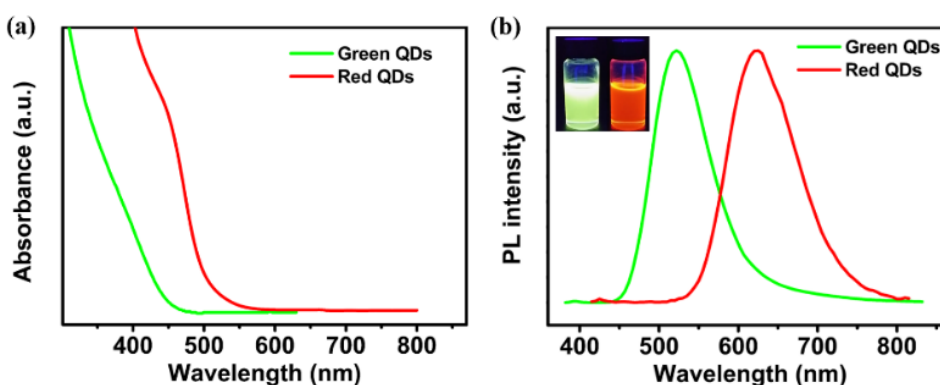 (a)
Absorbance (a.u.)
Green QDs
Red QDs
400 500 600 700 800
Wavelength (nm)
(b)
PL intensity (a.u.)
Green QDs
Red QDs
400 500 600 700 800
Wavelength (nm)